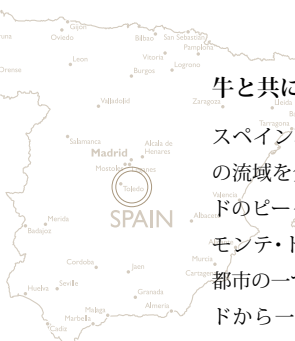 Gijon
Oviedo
Bilbao
San Sebastián
Pamplona
Vitoria
Leon
Logrono
Orense
Burgos
Valladolid
Zaragoza
Salamanca
Alcala de
Henares
Madrid
Mostoles
Toledo
Valencia
SPAIN
Albacete
Merida
Badajoz
Murcia
Cordoba
Jaen
Cartagena
Huelva
Seville
Granada
Almeria
Malaga
Marbella
Cadiz
牛と共に
スペイン
の流域を
ドのピー
モンテ・ド
都市の一
ドから一